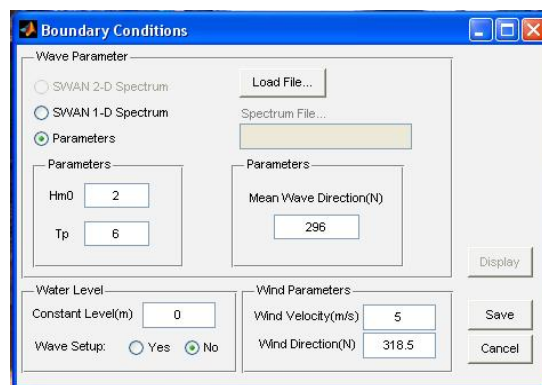 Boundary Conditions
Wave Parameter
SWAN 2-D Spectrum
Load File...
SWAN 1-D Spectrum
Spectrum File...
Parameters
Parameters
Hm0 2
Tp 6
Parameters
Mean Wave Direction(N)
296
Display
Water Level
Constant Level(m) 0
Wave Setup: Yes No
Wind Parameters
Wind Velocity(m/s) 5
Wind Direction(N) 318.5
Save
Cancel